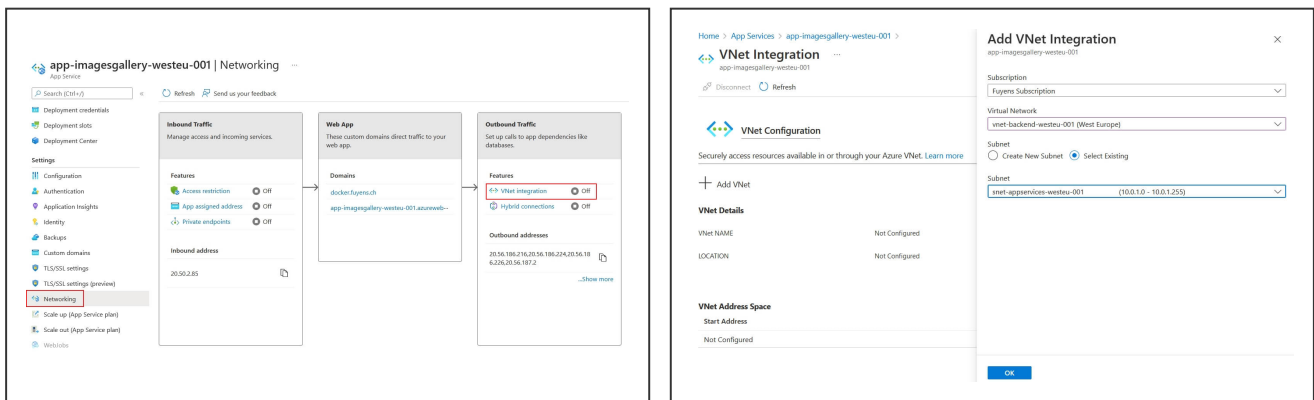 app-imagesgallery-westeu-001 | Networking ...
App Service
Search (Ctrl+/) «
Refresh Send us your feedback
Deployment credentials
Deployment slots
Deployment Center
Settings
Configuration
Authentication
Application Insights
Identity
Backups
Custom domains
TLS/SSL settings
TLS/SSL settings (preview)
Networking
Scale up (App Service plan)
Scale out (App Service plan)
WebJobs
Inbound Traffic
Manage access and incoming services.
Features
Access restriction Off
App assigned address Off
Private endpoints Off
Inbound address
20.50.2.85
Web App
These custom domains direct traffic to your
web app.
Domains
docker.fuyens.ch
app-imagesgallery-westeu-001.azureweb--
Outbound Traffic
Set up calls to app dependencies like
databases.
Features
VNet integration Off
Hybrid connections Off
Outbound addresses
20.56.186.216,20.56.186.224,20.56.18
6.226,20.56.187.2
...Show more
Home > App Services > app-imagesgallery-westeu-001 >
VNet Integration ...
app-imagesgallery-westeu-001
Disconnect Refresh
VNet Configuration
Securely access resources available in or through your Azure VNet. Learn more
Add VNet
VNet Details
VNet NAME Not Configured
LOCATION Not Configured
VNet Address Space
Start Address
Not Configured
Add VNet Integration
app-imagesgallery-westeu-001
Subscription
Fuyens Subscription
Virtual Network
vnet-backend-westeu-001 (West Europe)
Subnet
Create New Subnet Select Existing
Subnet
snet-appservices-westeu-001 (10.0.1.0 - 10.0.1.255)
OK